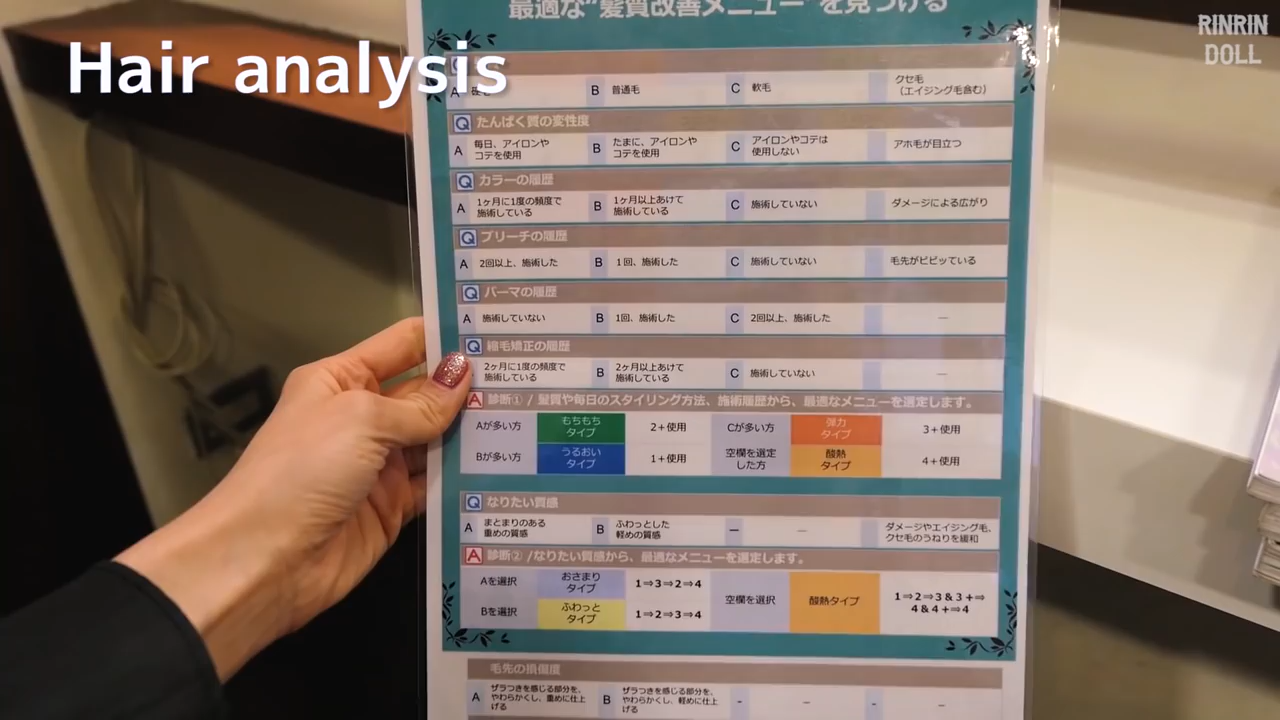 最適な"髪質改善メニュー"を見つける
Hair analysis
RINRIN
DOLL
A
B 普通毛
C 軟毛
クセ毛
(エイジング毛含む)
Q たんぱく質の変性度
A 毎日、アイロンや
コテを使用
B たまに、アイロンや
コテを使用
C アイロンやコテは
使用しない
アホ毛が目立つ
Q カラーの履歴
A 1ヶ月に1度の頻度で
施術している
B 1ヶ月以上あけて
施術している
C 施術していない
ダメージによる広がり
Q ブリーチの履歴
A 2回以上、施術した
B 1回、施術した
C 施術していない
毛先がビビッている
Q パーマの履歴
A 施術していない
B 1回、施術した
C 2回以上、施術した
—
Q 縮毛矯正の履歴
2ヶ月に1度の頻度で
施術している
B 2ヶ月以上あけて
施術している
C 施術していない
—
A 診断① / 髪質や毎日のスタイリング方法、施術履歴から、最適なメニューを選定します。
Aが多い方
もちもち
タイプ
2+使用
Cが多い方
弾力
タイプ
3+使用
Bが多い方
うるおい
タイプ
1+使用
空欄を選定
した方
酸熱
タイプ
4+使用
Q なりたい質感
A まとまりのある
重めの質感
B ふわっとした
軽めの質感
— —
ダメージやエイジング毛、
クセ毛のうねりを緩和
A 診断② /なりたい質感から、最適なメニューを選定します。
Aを選択
おさまり
タイプ
1⇒3⇒2⇒4
Bを選択
ふわっと
タイプ
1⇒2⇒3⇒4
空欄を選択
酸熱タイプ
1⇒2⇒3&3+⇒
4&4+⇒4
毛先の損傷度
A ザラつきを感じる部分を、
やわらかくし、重めに仕上
げる
B ザラつきを感じる部分を、
やわらかくし、軽めに仕上
げる
- - - -